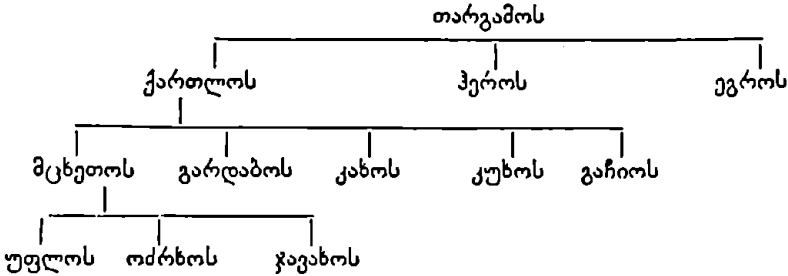 თარგამოს
ქართლოს ჰეროს ეგროს
მცხეთოს გარდაბოს კახოს კუხოს გაჩიოს
უფლოს ოძრხოს ჯავახოს